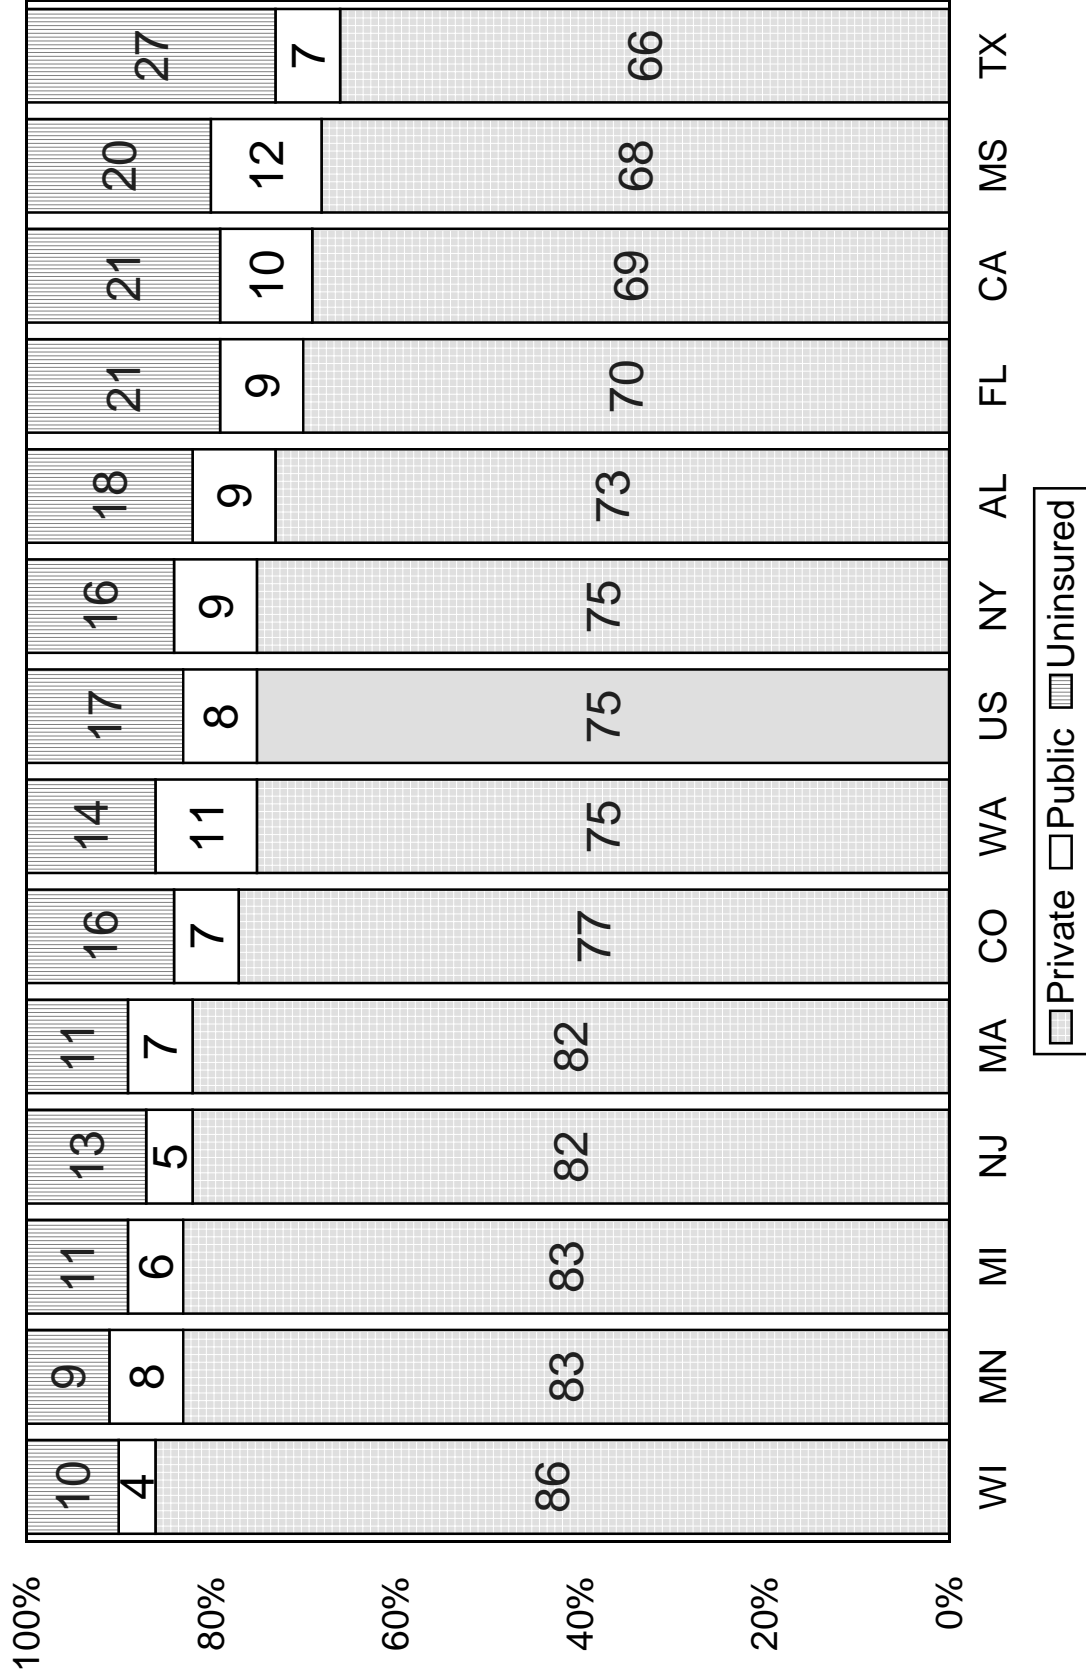 100%
80%
60%
40%
20%
0%
10 9 11 13 11 16 14 17 16 18 21 21 20 27
4 8 6 5 7 7 11 8 9 9 9 10 12 7
86 83 83 82 82 77 75 75 75 73 70 69 68 66
WI MN MI NJ MA CO WA US NY AL FL CA MS TX
Private Public Uninsured